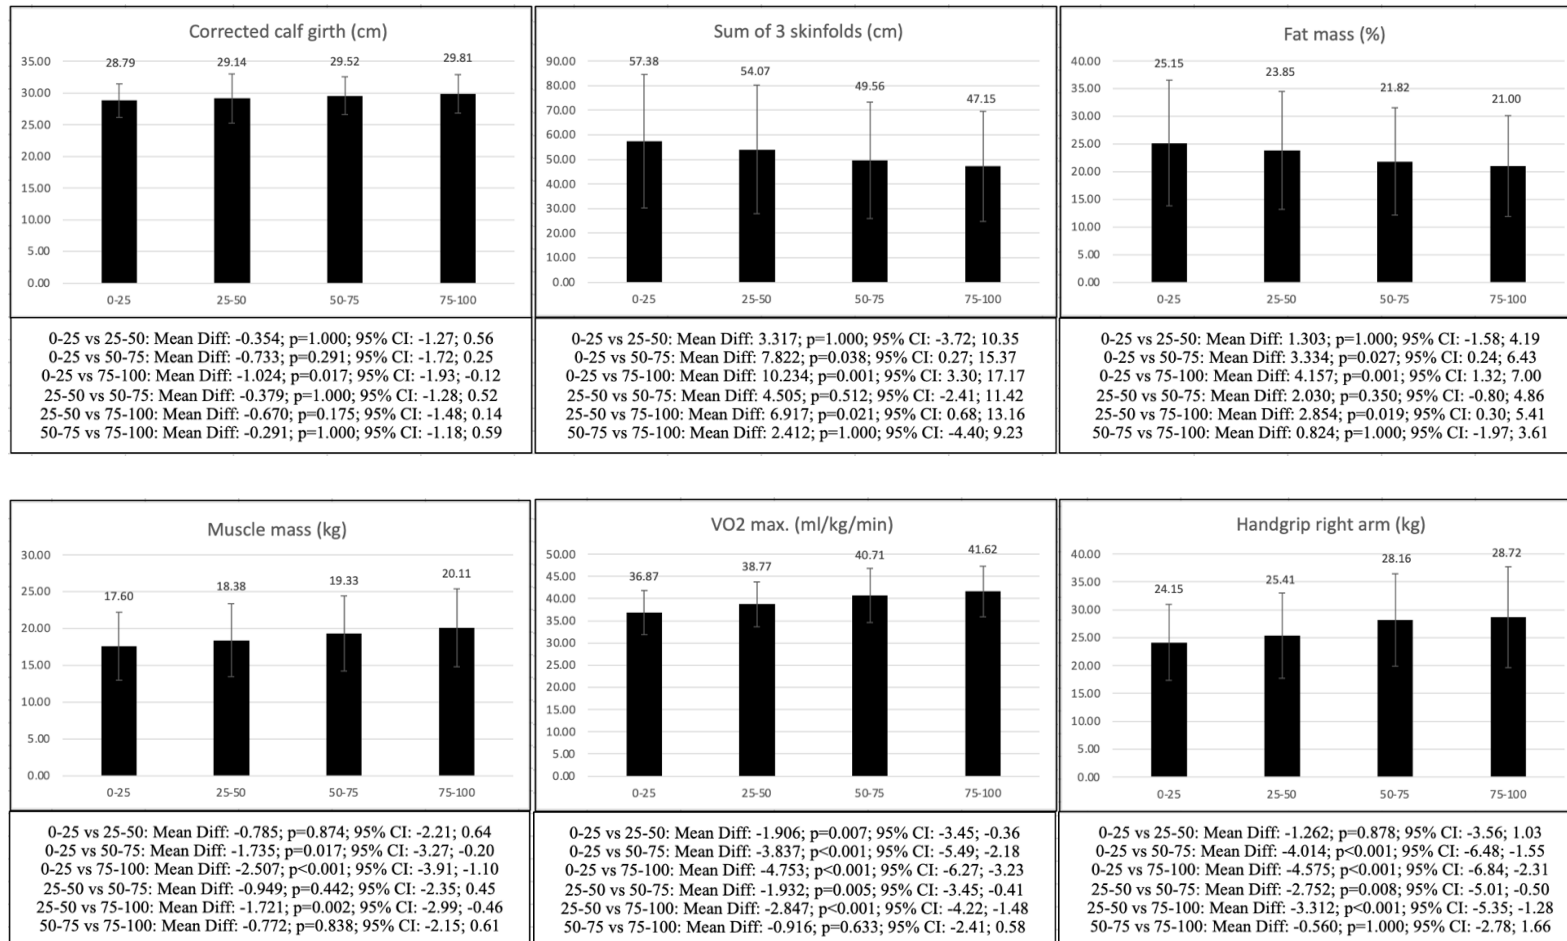 Corrected calf girth (cm)
35.00
30.00
25.00
20.00
15.00
10.00
5.00
0.00
28.79
29.14
29.52
29.81
0-25
25-50
50-75
75-100
0-25 vs 25-50: Mean Diff: -0.354; p=1.000; 95% CI: -1.27; 0.56
0-25 vs 50-75: Mean Diff: -0.733; p=0.291; 95% CI: -1.72; 0.25
0-25 vs 75-100: Mean Diff: -1.024; p=0.017; 95% CI: -1.93; -0.12
25-50 vs 50-75: Mean Diff: -0.379; p=1.000; 95% CI: -1.28; 0.52
25-50 vs 75-100: Mean Diff: -0.670; p=0.175; 95% CI: -1.48; 0.14
50-75 vs 75-100: Mean Diff: -0.291; p=1.000; 95% CI: -1.18; 0.59
Sum of 3 skinfolds (cm)
90.00
80.00
70.00
60.00
50.00
40.00
30.00
20.00
10.00
0.00
57.38
54.07
49.56
47.15
0-25
25-50
50-75
75-100
0-25 vs 25-50: Mean Diff: 3.317; p=1.000; 95% CI: -3.72; 10.35
0-25 vs 50-75: Mean Diff: 7.822; p=0.038; 95% CI: 0.27; 15.37
0-25 vs 75-100: Mean Diff: 10.234; p=0.001; 95% CI: 3.30; 17.17
25-50 vs 50-75: Mean Diff: 4.505; p=0.512; 95% CI: -2.41; 11.42
25-50 vs 75-100: Mean Diff: 6.917; p=0.021; 95% CI: 0.68; 13.16
50-75 vs 75-100: Mean Diff: 2.412; p=1.000; 95% CI: -4.40; 9.23
Fat mass (%)
40.00
35.00
30.00
25.00
20.00
15.00
10.00
5.00
0.00
25.15
23.85
21.82
21.00
0-25
25-50
50-75
75-100
0-25 vs 25-50: Mean Diff: 1.303; p=1.000; 95% CI: -1.58; 4.19
0-25 vs 50-75: Mean Diff: 3.334; p=0.027; 95% CI: 0.24; 6.43
0-25 vs 75-100: Mean Diff: 4.157; p=0.001; 95% CI: 1.32; 7.00
25-50 vs 50-75: Mean Diff: 2.030; p=0.350; 95% CI: -0.80; 4.86
25-50 vs 75-100: Mean Diff: 2.854; p=0.019; 95% CI: 0.30; 5.41
50-75 vs 75-100: Mean Diff: 0.824; p=1.000; 95% CI: -1.97; 3.61
Muscle mass (kg)
30.00
25.00
20.00
15.00
10.00
5.00
0.00
17.60
18.38
19.33
20.11
0-25
25-50
50-75
75-100
0-25 vs 25-50: Mean Diff: -0.785; p=0.874; 95% CI: -2.21; 0.64
0-25 vs 50-75: Mean Diff: -1.735; p=0.017; 95% CI: -3.27; -0.20
0-25 vs 75-100: Mean Diff: -2.507; p<0.001; 95% CI: -3.91; -1.10
25-50 vs 50-75: Mean Diff: -0.949; p=0.442; 95% CI: -2.35; 0.45
25-50 vs 75-100: Mean Diff: -1.721; p=0.002; 95% CI: -2.99; -0.46
50-75 vs 75-100: Mean Diff: -0.772; p=0.838; 95% CI: -2.15; 0.61
VO2 max. (ml/kg/min)
50.00
45.00
40.00
35.00
30.00
25.00
20.00
15.00
10.00
5.00
0.00
36.87
38.77
40.71
41.62
0-25
25-50
50-75
75-100
0-25 vs 25-50: Mean Diff: -1.906; p=0.007; 95% CI: -3.45; -0.36
0-25 vs 50-75: Mean Diff: -3.837; p<0.001; 95% CI: -5.49; -2.18
0-25 vs 75-100: Mean Diff: -4.753; p<0.001; 95% CI: -6.27; -3.23
25-50 vs 50-75: Mean Diff: -1.932; p=0.005; 95% CI: -3.45; -0.41
25-50 vs 75-100: Mean Diff: -2.847; p<0.001; 95% CI: -4.22; -1.48
50-75 vs 75-100: Mean Diff: -0.916; p=0.633; 95% CI: -2.41; 0.58
Handgrip right arm (kg)
40.00
35.00
30.00
25.00
20.00
15.00
10.00
5.00
0.00
24.15
25.41
28.16
28.72
0-25
25-50
50-75
75-100
0-25 vs 25-50: Mean Diff: -1.262; p=0.878; 95% CI: -3.56; 1.03
0-25 vs 50-75: Mean Diff: -4.014; p<0.001; 95% CI: -6.48; -1.55
0-25 vs 75-100: Mean Diff: -4.575; p<0.001; 95% CI: -6.84; -2.31
25-50 vs 50-75: Mean Diff: -2.752; p=0.008; 95% CI: -5.01; -0.50
25-50 vs 75-100: Mean Diff: -3.312; p<0.001; 95% CI: -5.35; -1.28
50-75 vs 75-100: Mean Diff: -0.560; p=1.000; 95% CI: -2.78; 1.66